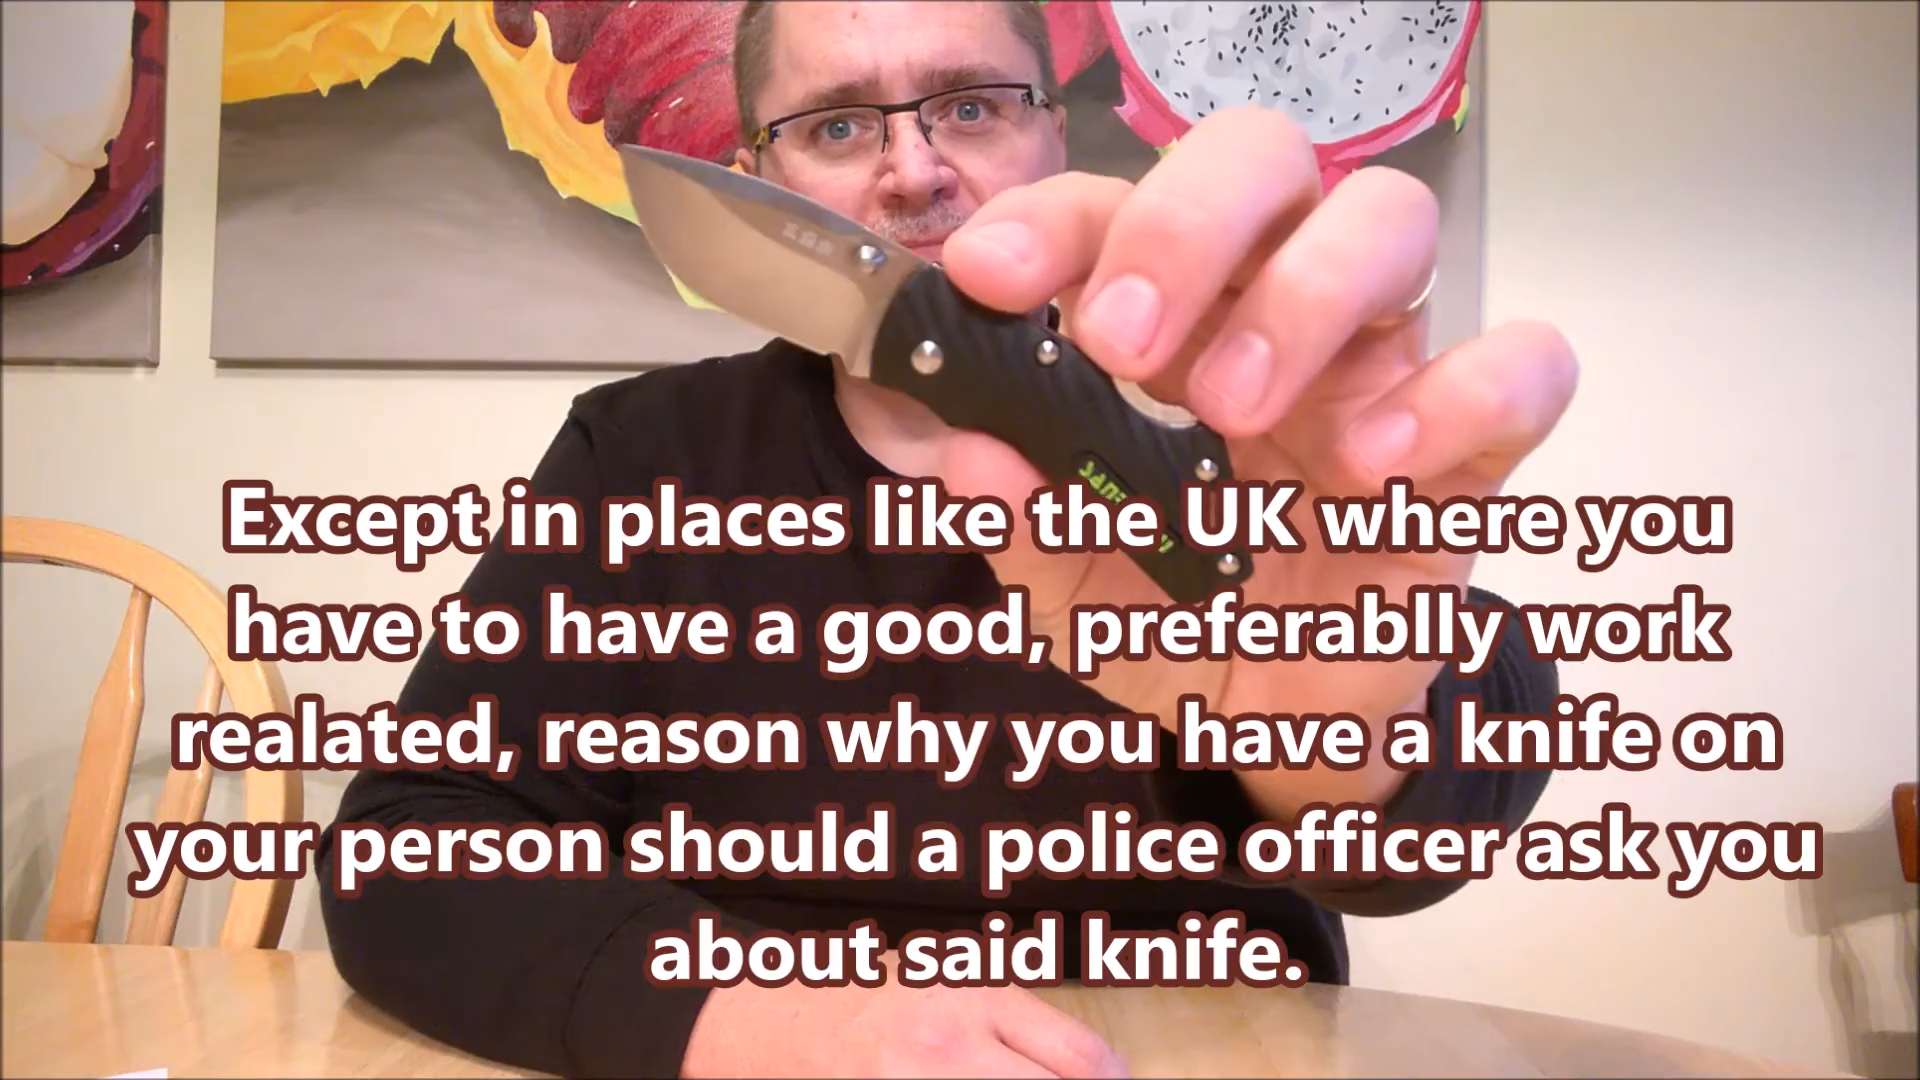 Except in places like the UK where you
have to have a good, preferablly work
realated, reason why you have a knife on
your person should a police officer ask you
about said knife.